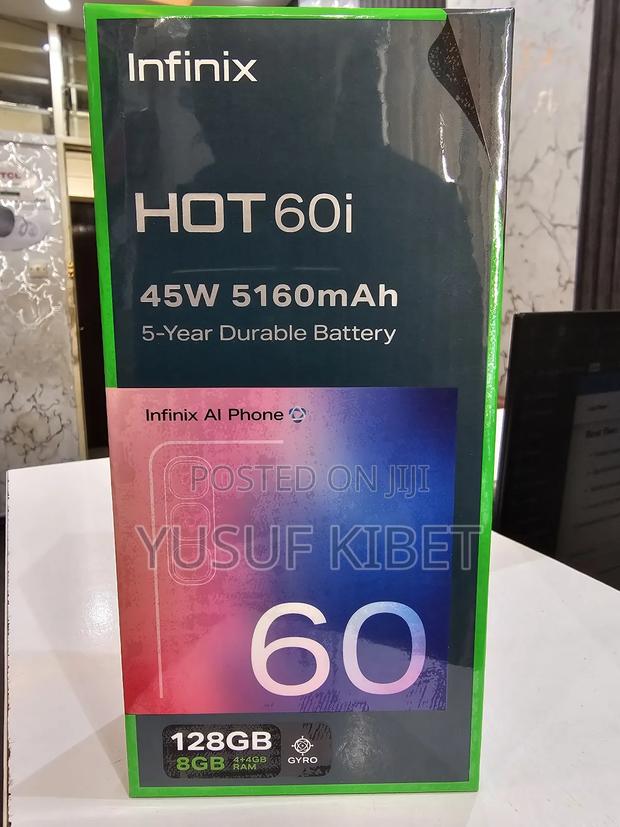 Infinix
HOT 60i
45W 5160mAh
5-Year Durable Battery
Infinix AI Phone
POSTED ON JIJI
YUSUF KIBET
60
128GB
8GB 4+4GB RAM
GYRO
TCL